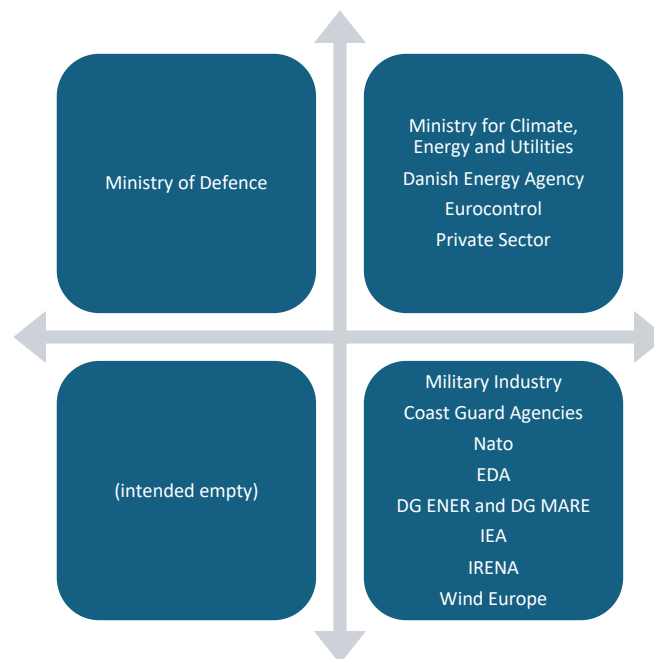 Ministry of Defence
Ministry for Climate,
Energy and Utilities
Danish Energy Agency
Eurocontrol
Private Sector
(intended empty)
Military Industry
Coast Guard Agencies
Nato
EDA
DG ENER and DG MARE
IEA
IRENA
Wind Europe